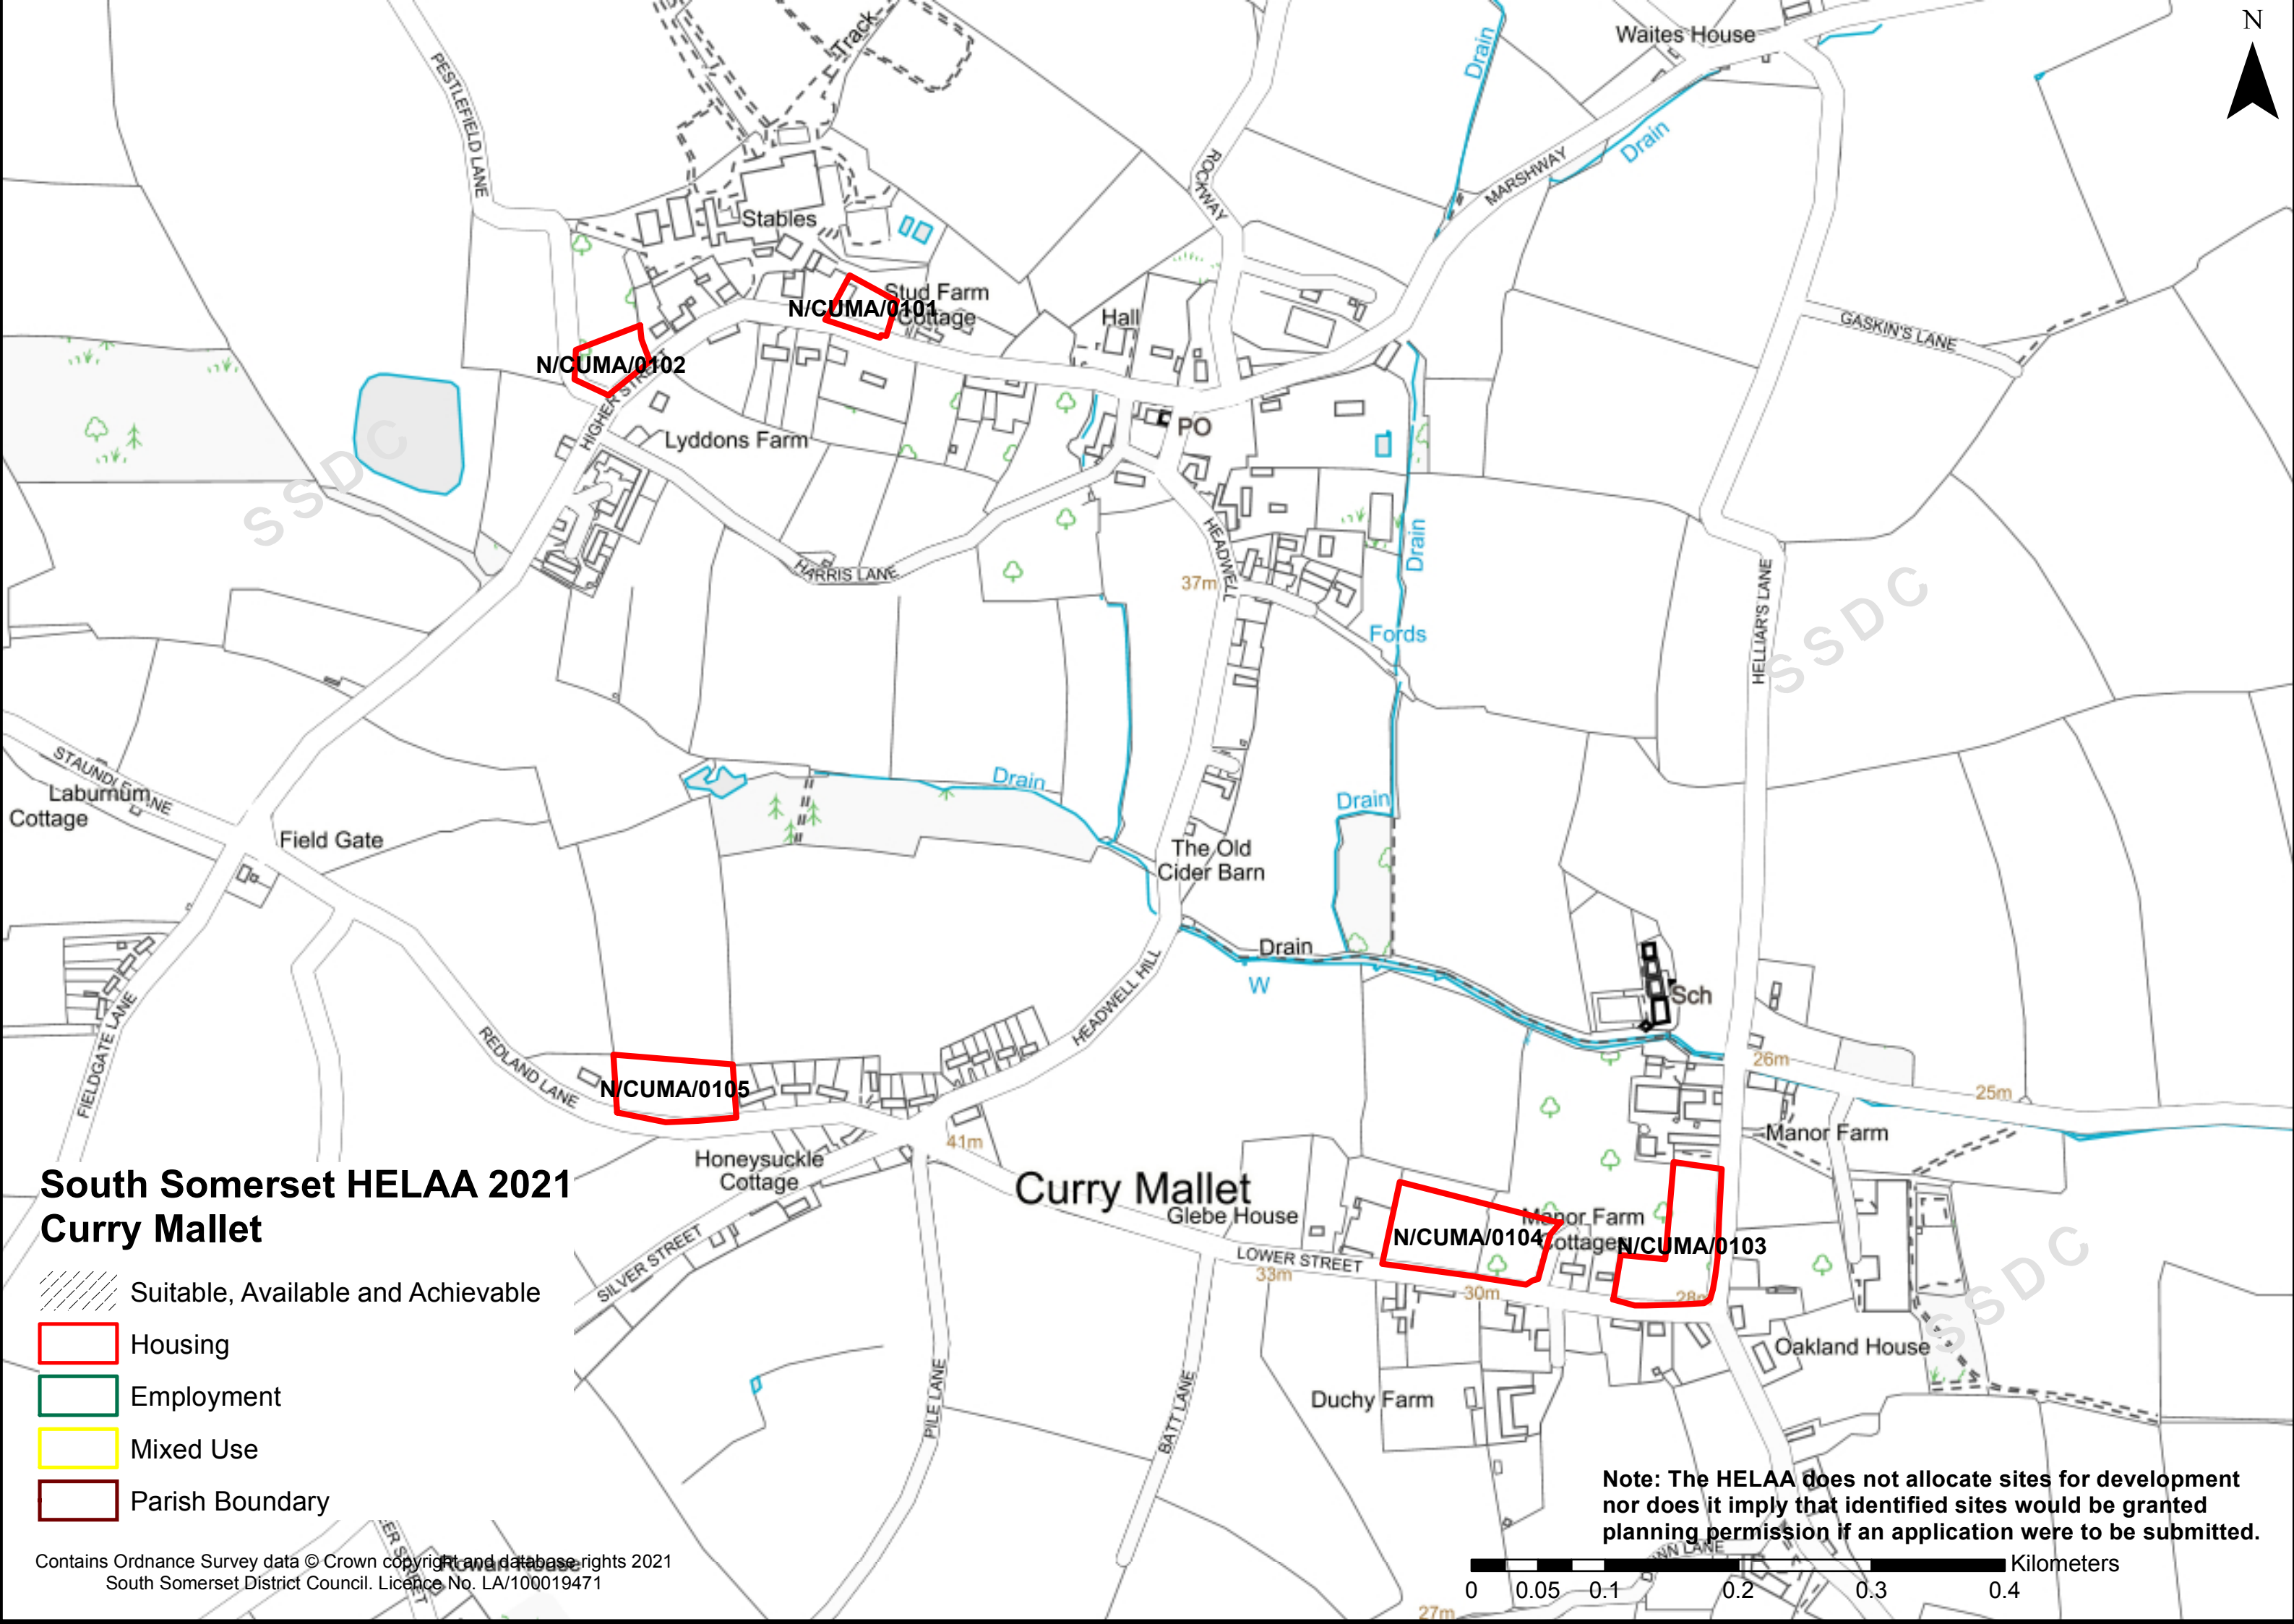 N
Waites House
Track
Drain
PESTLEFIELD LANE
Drain
MARSHWAY
ROCKWAY
Stables
Stud Farm
Cottage
N/CUMA/0101
Hall
GASKIN'S LANE
N/CUMA/0102
HIGHER STREET
PO
Lyddons Farm
SSDC
HEADWELL
Drain
HARRIS LANE
37m
HELLIAR'S LANE
SSDC
Fords
STAUNDLE LANE
Laburnum
Cottage
Drain
Drain
Field Gate
The Old
Cider Barn
Drain
W
HEADWELL HILL
Sch
FIELDGATE LANE
REDLAND LANE
26m
25m
N/CUMA/0105
Manor Farm
41m
Honeysuckle
Cottage
Curry Mallet
Glebe House
Manor Farm
Cottages
N/CUMA/0104
N/CUMA/0103
LOWER STREET
33m
30m
28m
SILVER STREET
SSDC
Oakland House
PILE LANE
BATT LANE
Duchy Farm
South Somerset HELAA 2021
Curry Mallet
Suitable, Available and Achievable
Housing
Employment
Mixed Use
Parish Boundary
Note: The HELAA does not allocate sites for development
nor does it imply that identified sites would be granted
planning permission if an application were to be submitted.
Rowan House
Contains Ordnance Survey data © Crown copyright and database rights 2021
South Somerset District Council. Licence No. LA/100019471
LANE
Kilometers
0 0.05 0.1 0.2 0.3 0.4
27m